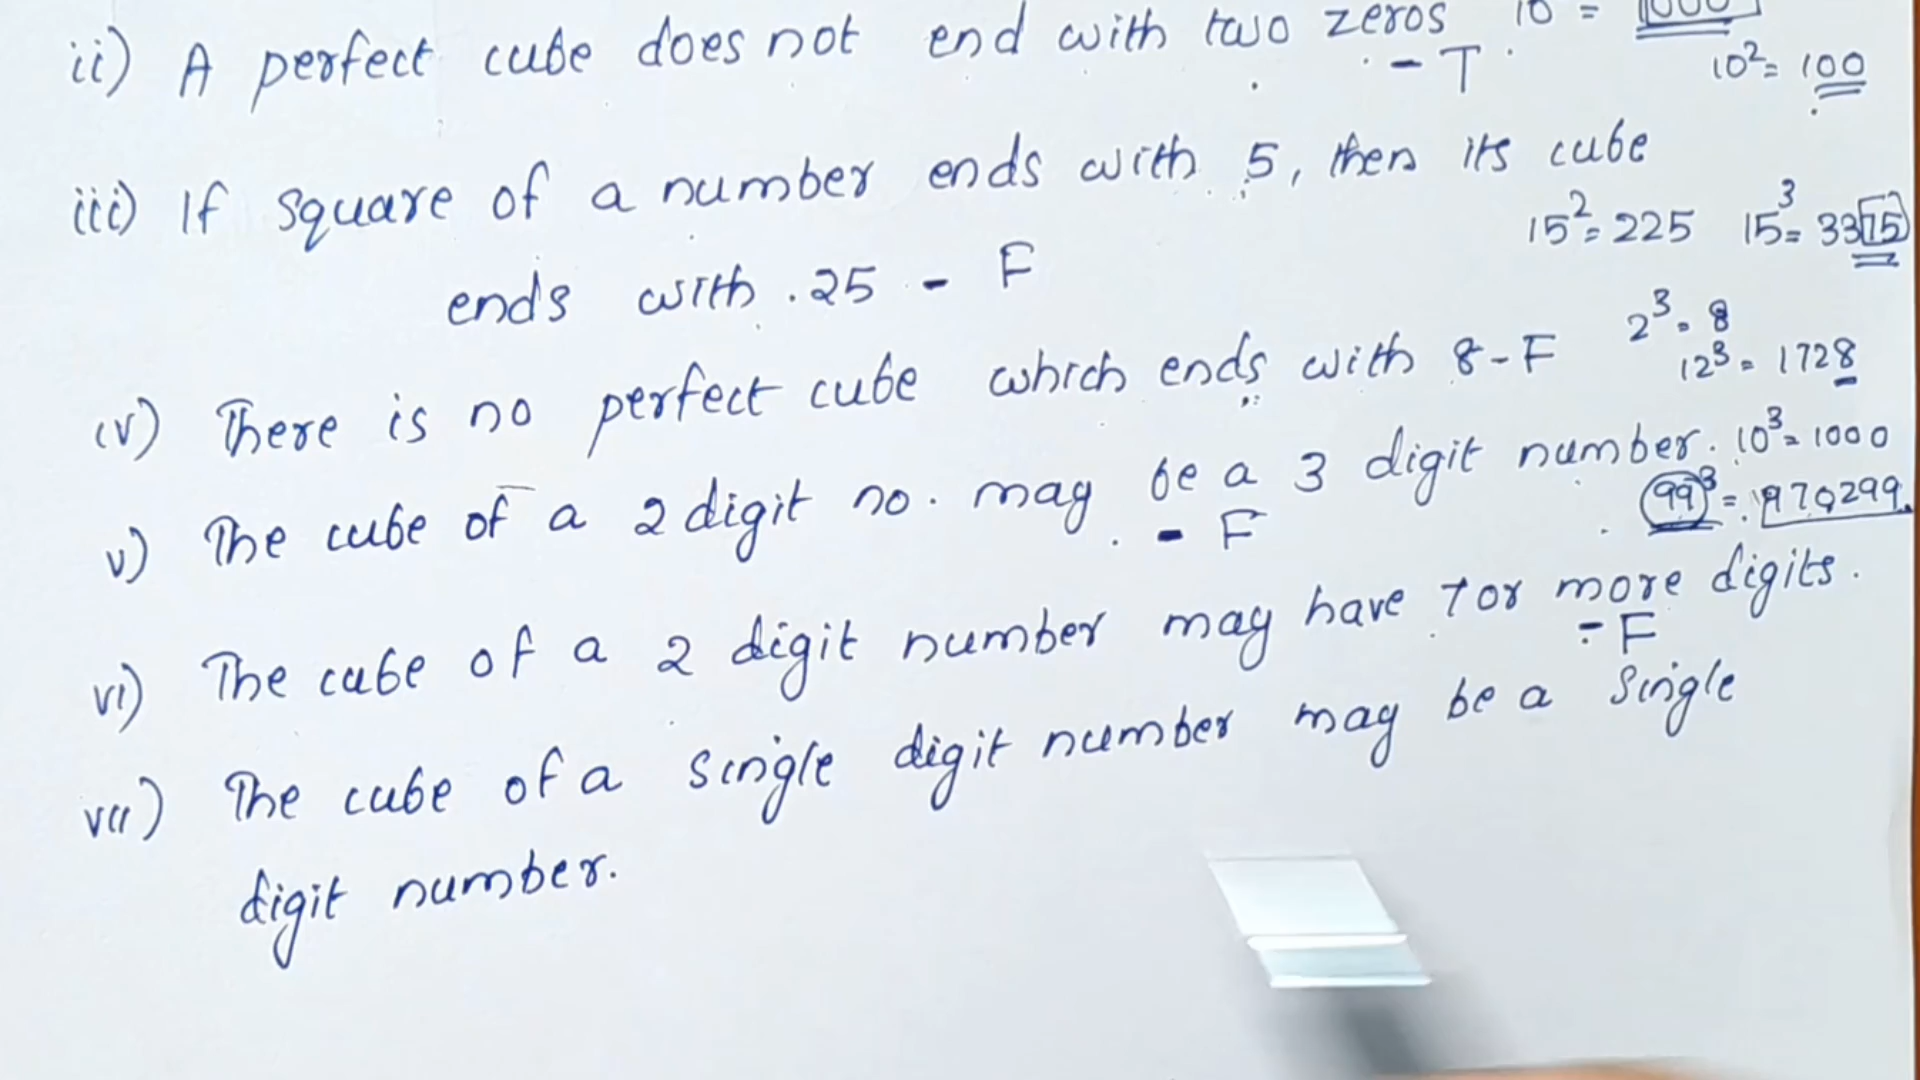 ii) A perfect cube does not end with two zeros 10 = 1000
- T 10² = 100
iii) If square of a number ends with 5, then its cube
15² = 225 15³ = 3375
ends with 25 - F
2³ = 8
iv) There is no perfect cube which ends with 8 - F 12³ = 1728
v) The cube of a 2 digit no. may be a 3 digit number. 10³ = 1000
- F 99³ = 970299
vi) The cube of a 2 digit number may have 7 or more digits.
- F
vii) The cube of a single digit number may be a single
digit number.